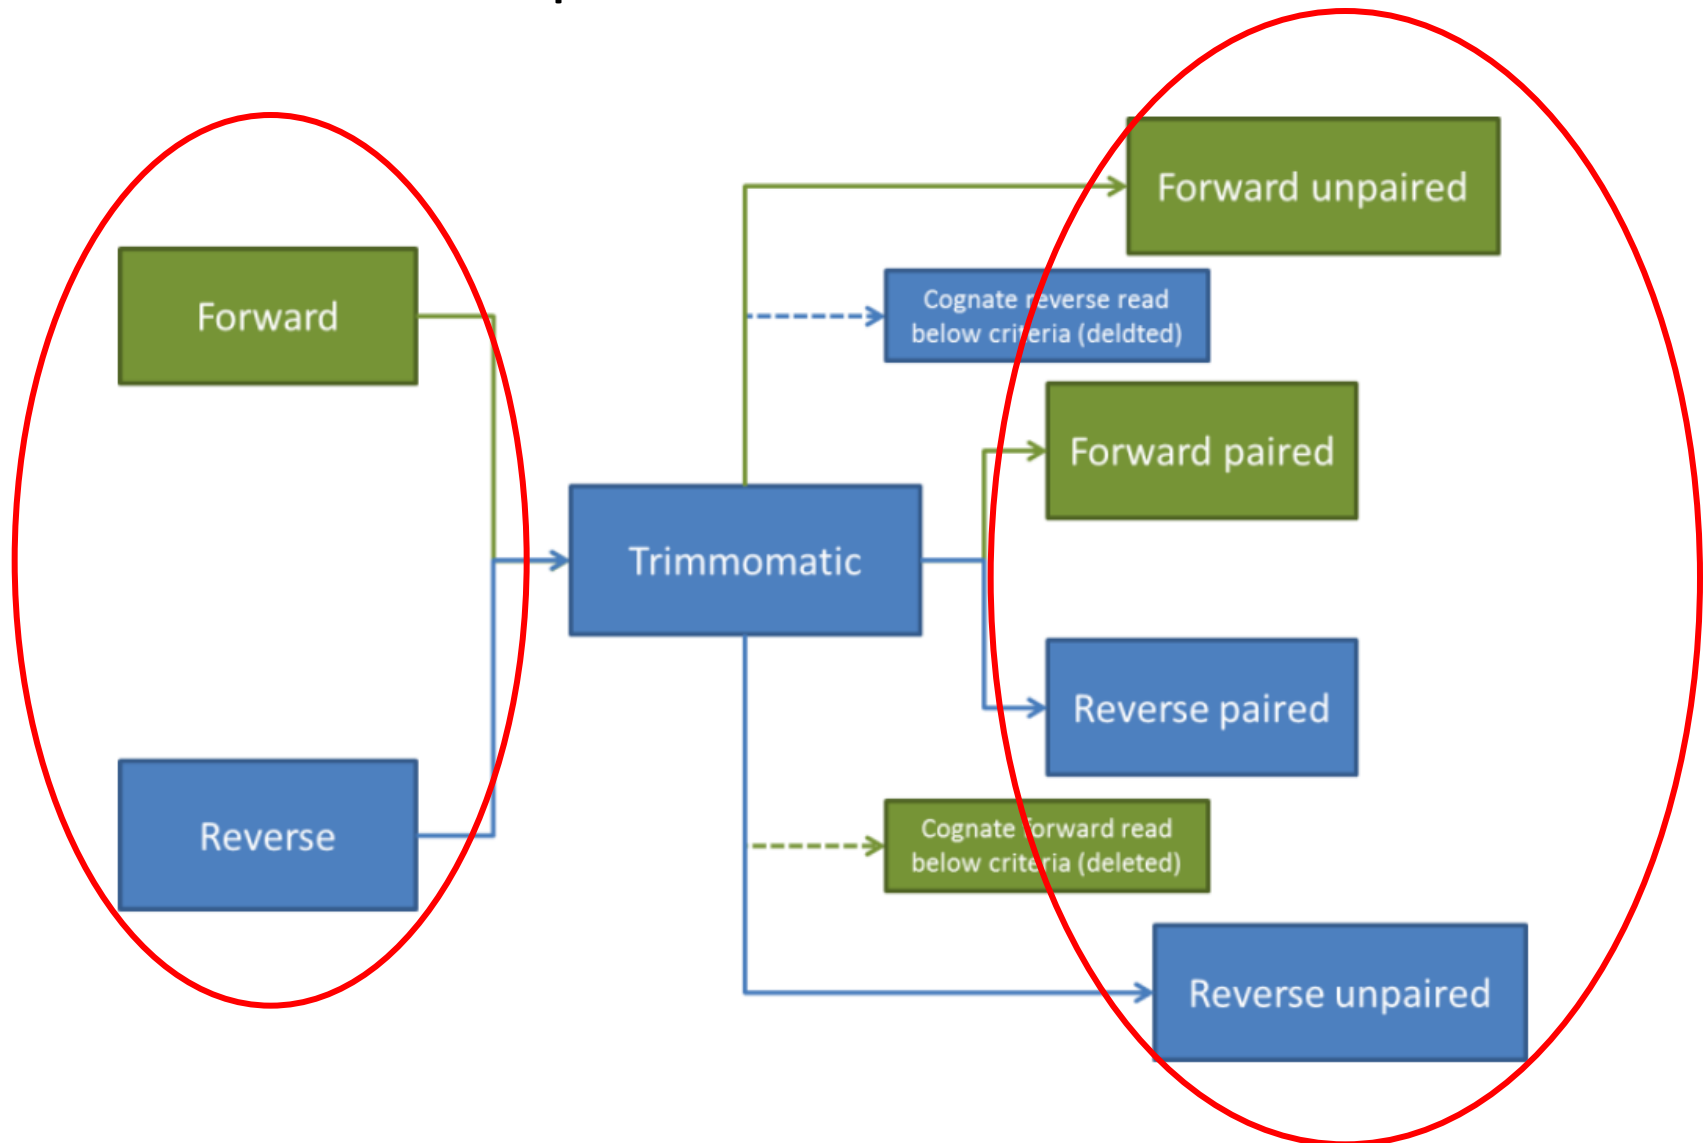 Forward unpaired
Cognate reverse read
below criteria (deldted)
Forward
Forward paired
Trimmomatic
Reverse paired
Reverse
Cognate forward read
below criteria (deleted)
Reverse unpaired